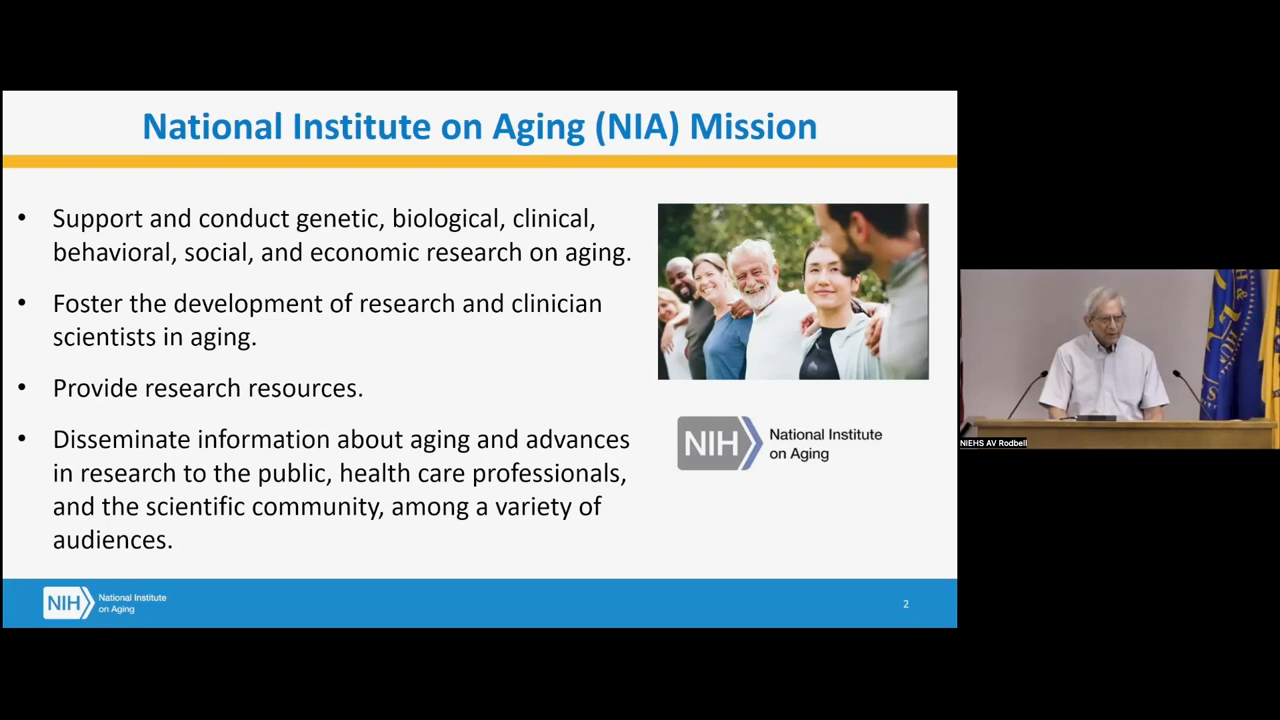 National Institute on Aging (NIA) Mission
• Support and conduct genetic, biological, clinical,
behavioral, social, and economic research on aging.
• Foster the development of research and clinician
scientists in aging.
• Provide research resources.
• Disseminate information about aging and advances
in research to the public, health care professionals,
and the scientific community, among a variety of
audiences.
NIH National Institute
on Aging
NIH National Institute
on Aging
2
NIEHS AV Rodbell